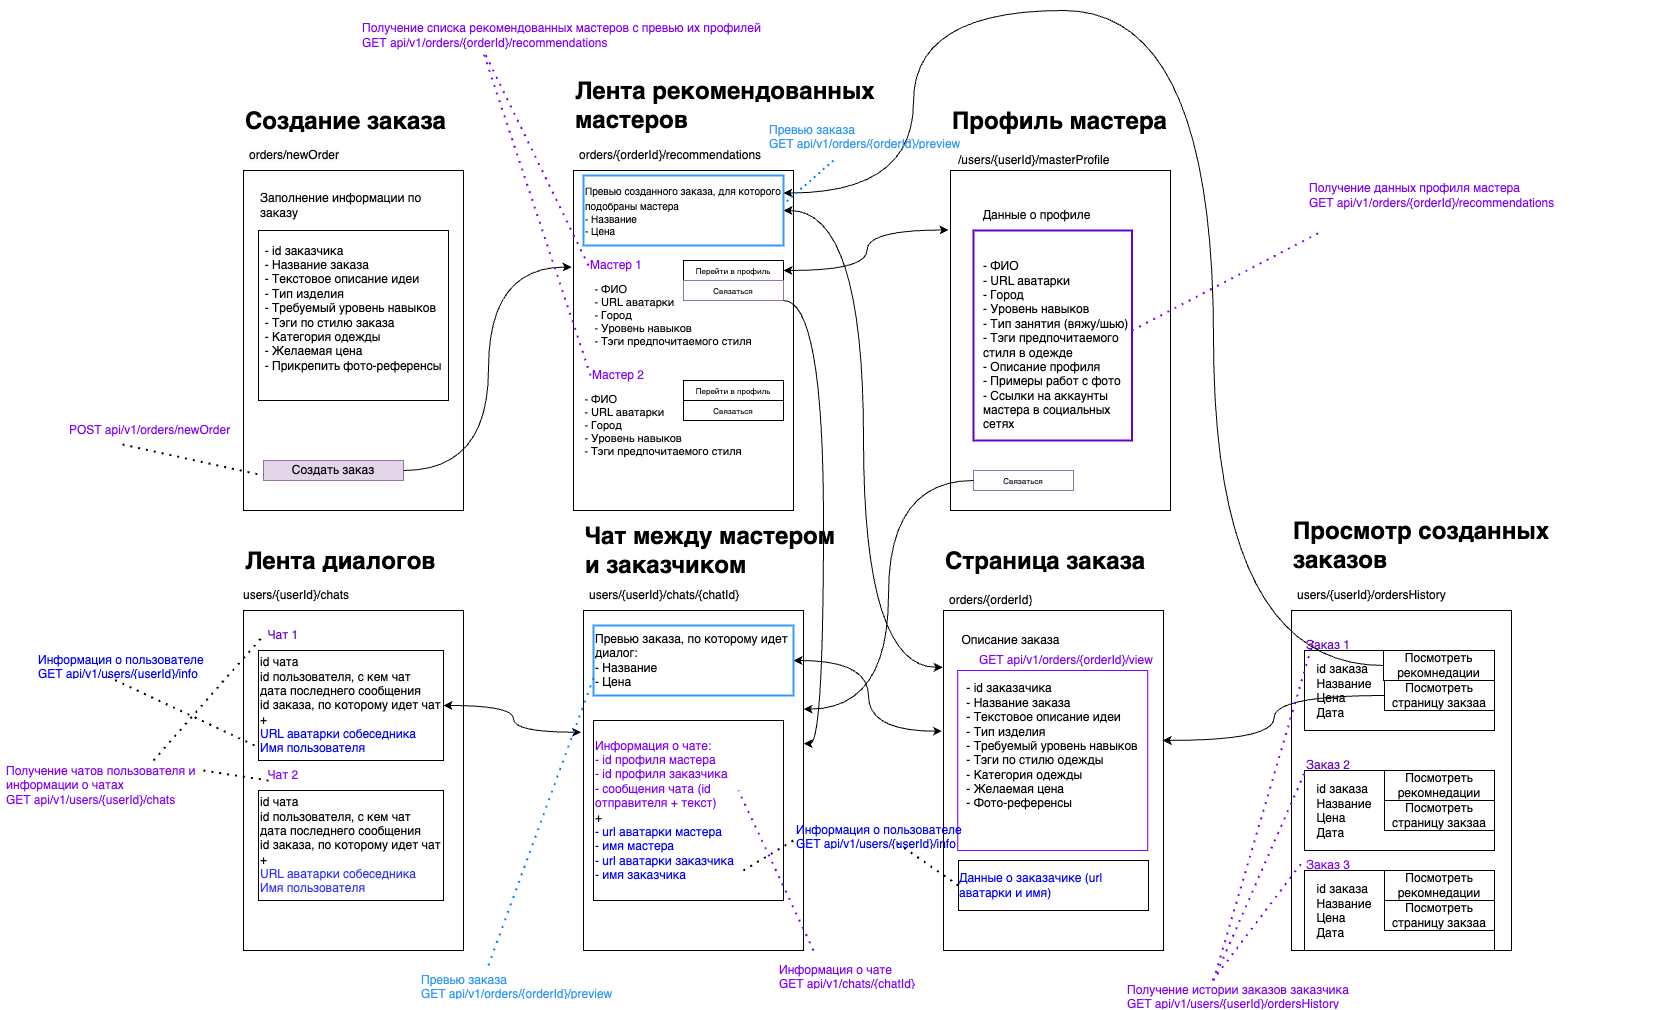 Получение списка рекомендованных мастеров с превью их профилей
GET api/v1/orders/{orderId}/recommendations
Создание заказа
orders/newOrder
Заполнение информации по
заказу
- id заказчика
- Название заказа
- Текстовое описание идеи
- Тип изделия
- Требуемый уровень навыков
- Тэги по стилю заказа
- Категория одежды
- Желаемая цена
- Прикрепить фото-референсы
POST api/v1/orders/newOrder
Создать заказ
Лента рекомендованных
мастеров
Превью заказа
GET api/v1/orders/{orderId}/preview
orders/{orderId}/recommendations
Превью созданного заказа, для которого
подобраны мастера
- Название
- Цена
Мастер 1
Перейти в профиль
Связаться
- ФИО
- URL аватарки
- Город
- Уровень навыков
- Тэги предпочитаемого стиля
Мастер 2
Перейти в профиль
Связаться
- ФИО
- URL аватарки
- Город
- Уровень навыков
- Тэги предпочитаемого стиля
Профиль мастера
/users/{userId}/masterProfile
Данные о профиле
- ФИО
- URL аватарки
- Город
- Уровень навыков
- Тип занятия (вяжу/шью)
- Тэги предпочитаемого
стиля в одежде
- Описание профиля
- Примеры работ с фото
- Ссылки на аккаунты
мастера в социальных
сетях
Связаться
Получение данных профиля мастера
GET api/v1/orders/{orderId}/recommendations
Лента диалогов
users/{userId}/chats
Чат 1
id чата
id пользователя, с кем чат
дата последнего сообщения
id заказа, по которому идет чат
+
URL аватарки собеседника
Имя пользователя
Чат 2
id чата
id пользователя, с кем чат
дата последнего сообщения
id заказа, по которому идет чат
+
URL аватарки собеседника
Имя пользователя
Информация о пользователе
GET api/v1/users/{userId}/info
Получение чатов пользователя и
информации о чатах
GET api/v1/users/{userId}/chats
Чат между мастером
и заказчиком
users/{userId}/chats/{chatId}
Превью заказа, по которому идет
диалог:
- Название
- Цена
Информация о чате:
- id профиля мастера
- id профиля заказчика
- сообщения чата (id
отправителя + текст)
+
- url аватарки мастера
- имя мастера
- url аватарки заказчика
- имя заказчика
Превью заказа
GET api/v1/orders/{orderId}/preview
Информация о чате
GET api/v1/chats/{chatId}
Информация о пользователе
GET api/v1/users/{userId}/info
Страница заказа
orders/{orderId}
Описание заказа
GET api/v1/orders/{orderId}/view
- id заказачика
- Название заказа
- Текстовое описание идеи
- Тип изделия
- Требуемый уровень навыков
- Тэги по стилю одежды
- Категория одежды
- Желаемая цена
- Фото-референсы
Данные о заказачике (url
аватарки и имя)
Просмотр созданных
заказов
users/{userId}/ordersHistory
Заказ 1
id заказа
Название
Цена
Дата
Посмотреть
рекомнедации
Посмотреть
страницу закзаа
Заказ 2
id заказа
Название
Цена
Дата
Посмотреть
рекомнедации
Посмотреть
страницу закзаа
Заказ 3
id заказа
Название
Цена
Дата
Посмотреть
рекомнедации
Посмотреть
страницу закзаа
Получение истории заказов заказчика
GET api/v1/users/{userId}/ordersHistory